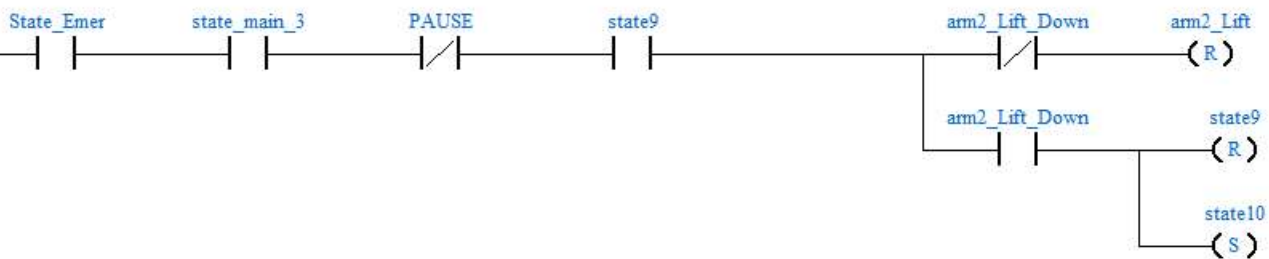 State_Emer state_main_3 PAUSE state9 arm2_Lift_Down arm2_Lift
R
arm2_Lift_Down state9
R
state10
S